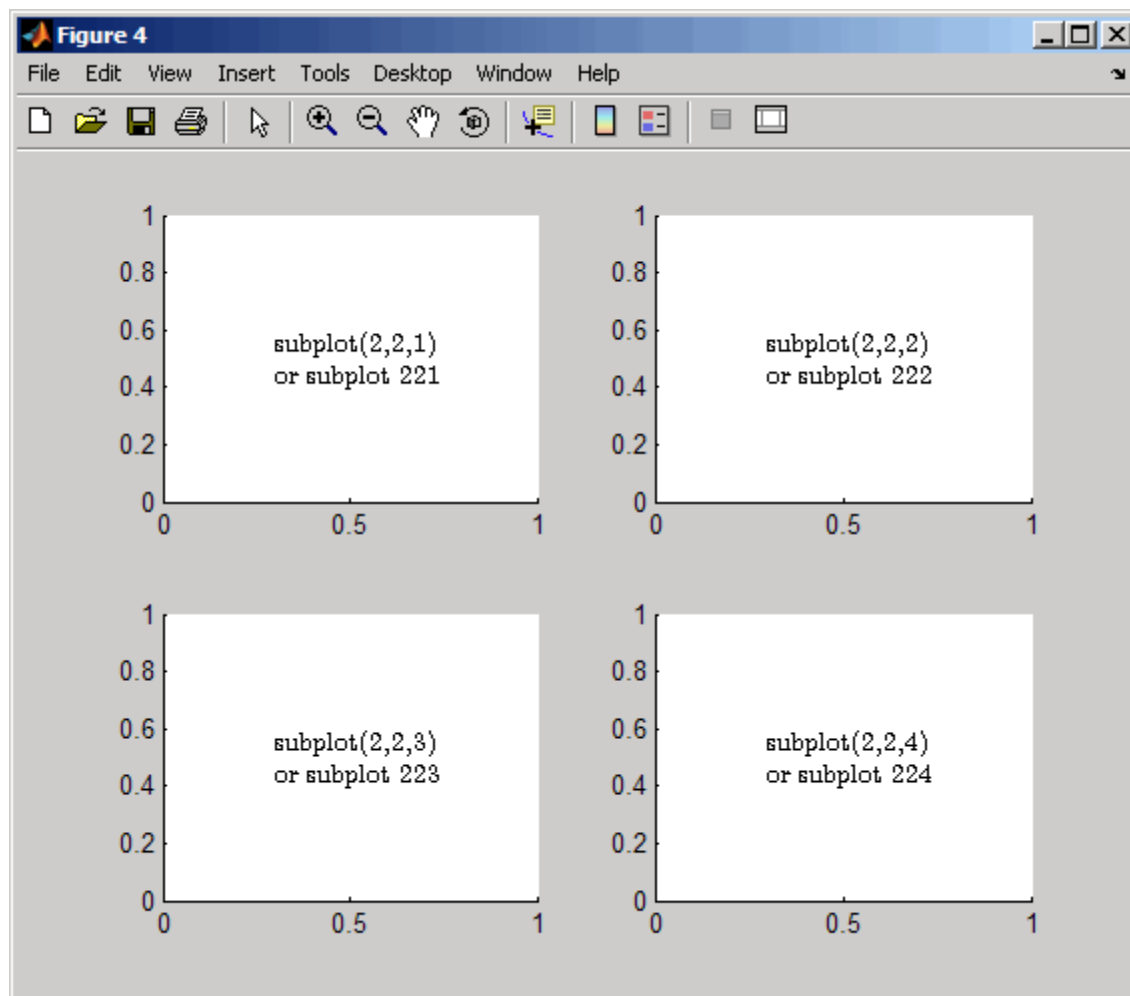 Figure 4
File Edit View Insert Tools Desktop Window Help
1
0.8
0.6
0.4
0.2
0
0 0.5 1
subplot(2,2,1)
or subplot 221
1
0.8
0.6
0.4
0.2
0
0 0.5 1
subplot(2,2,2)
or subplot 222
1
0.8
0.6
0.4
0.2
0
0 0.5 1
subplot(2,2,3)
or subplot 223
1
0.8
0.6
0.4
0.2
0
0 0.5 1
subplot(2,2,4)
or subplot 224